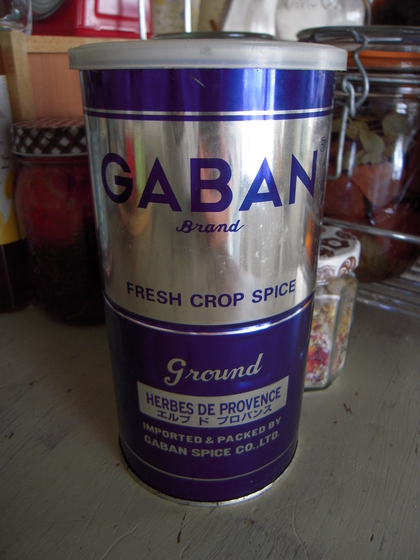 GABAN
Brand
FRESH CROP SPICE
Ground
HERBES DE PROVENCE
エルブ ド プロバンス
IMPORTED & PACKED BY
GABAN SPICE CO.,LTD.